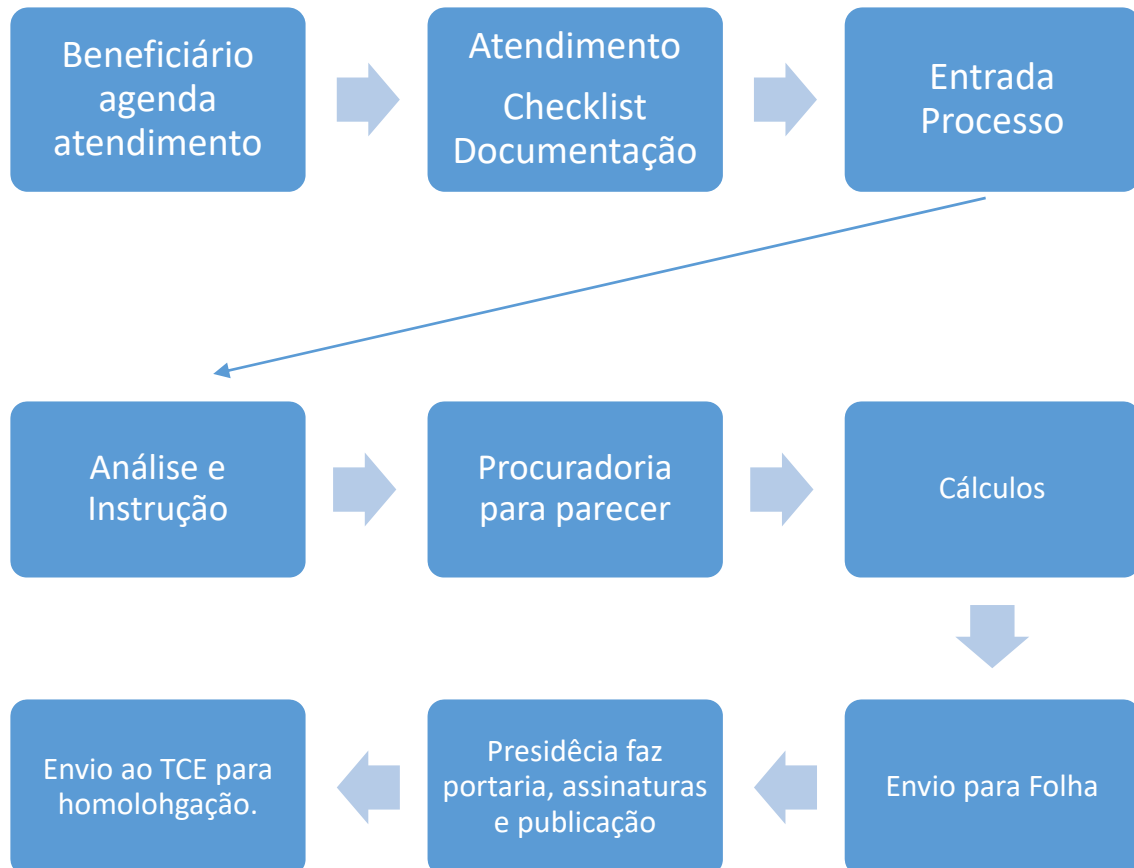 Beneficiário
agenda
atendimento
Atendimento
Checklist
Documentação
Entrada
Processo
Análise e
Instrução
Procuradoria
para parecer
Cálculos
Envio para Folha
Presidêcia faz
portaria, assinaturas
e publicação
Envio ao TCE para
homolohgação.